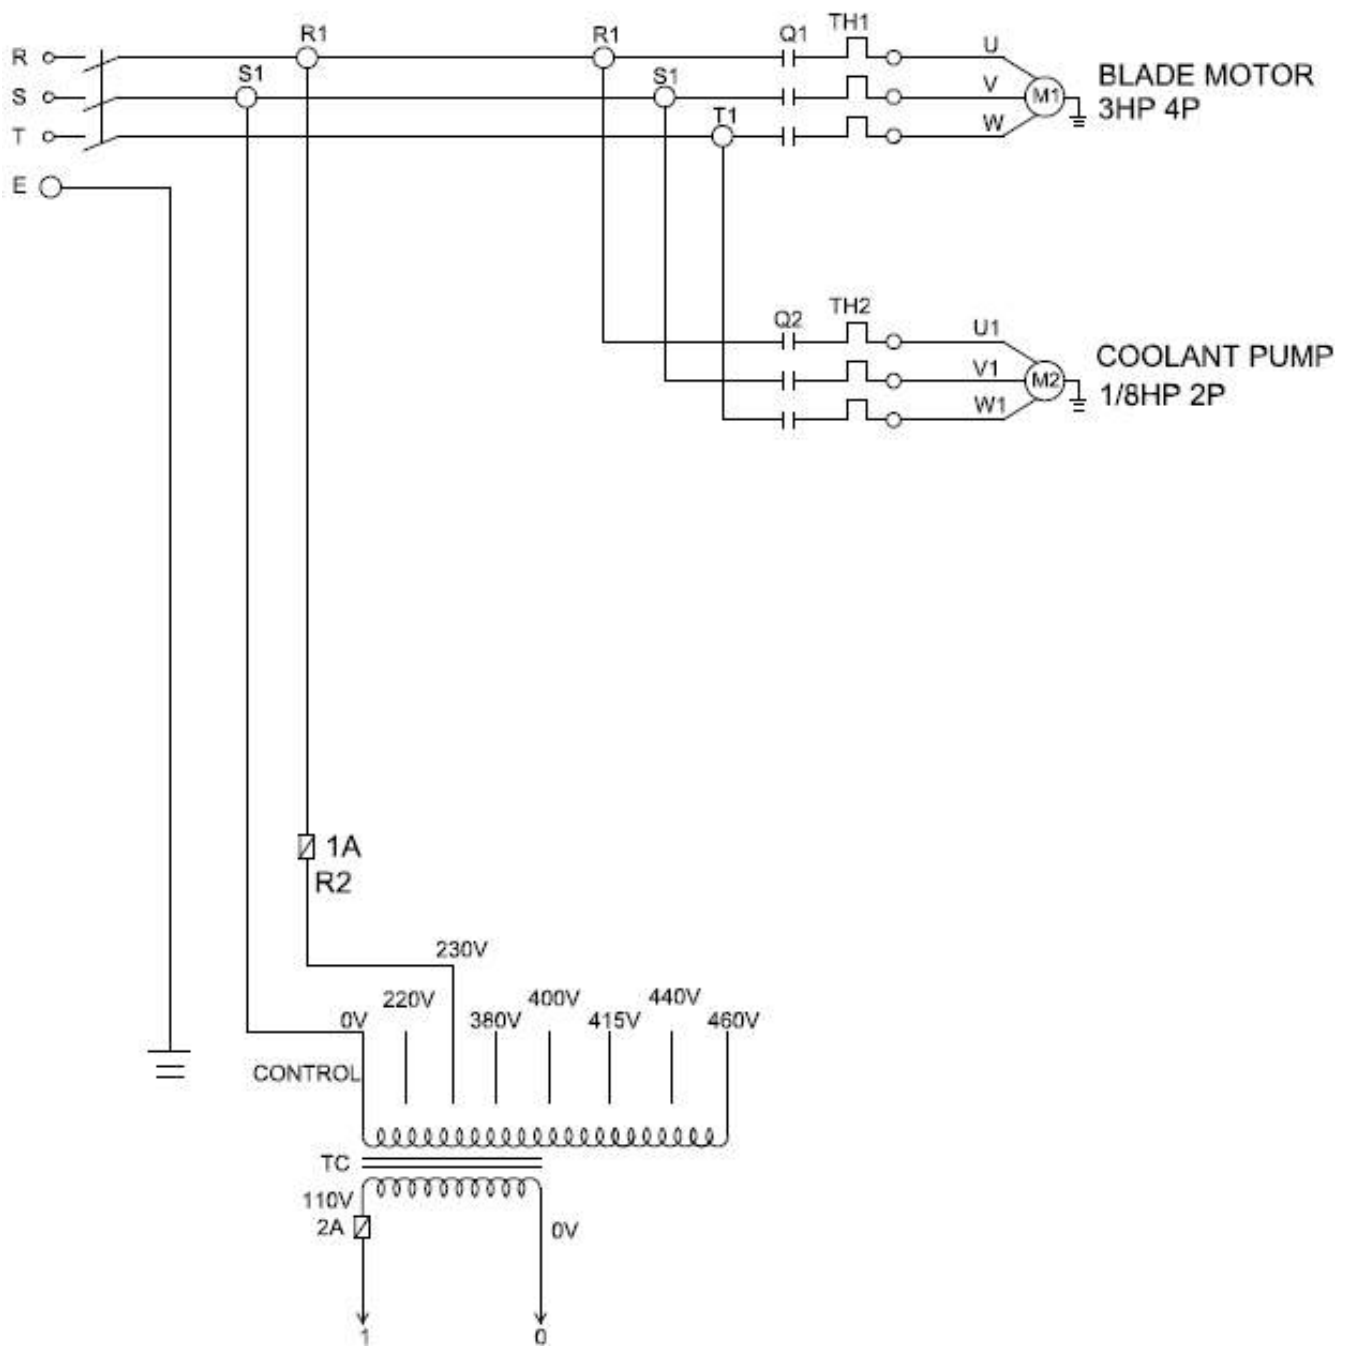 TH1
R1 R1 Q1
R U
S1 S1 V BLADE MOTOR
S M1 3HP 4P
T1 W
T
E
TH2
Q2 U1
V1 COOLANT PUMP
M2 1/8HP 2P
W1
1A
R2
230V
220V 400V 440V
0V 380V 415V 460V
CONTROL
TC
110V
2A 0V
1 0